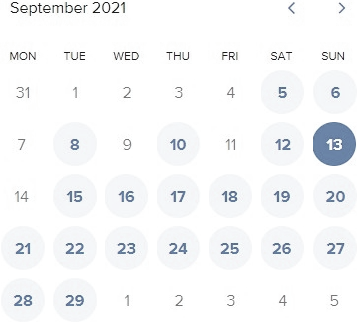 September 2021
MON TUE WED THU FRI SAT SUN
31 1 2 3 4 5 6
7 8 9 10 11 12 13
14 15 16 17 18 19 20
21 22 23 24 25 26 27
28 29 1 2 3 4 5